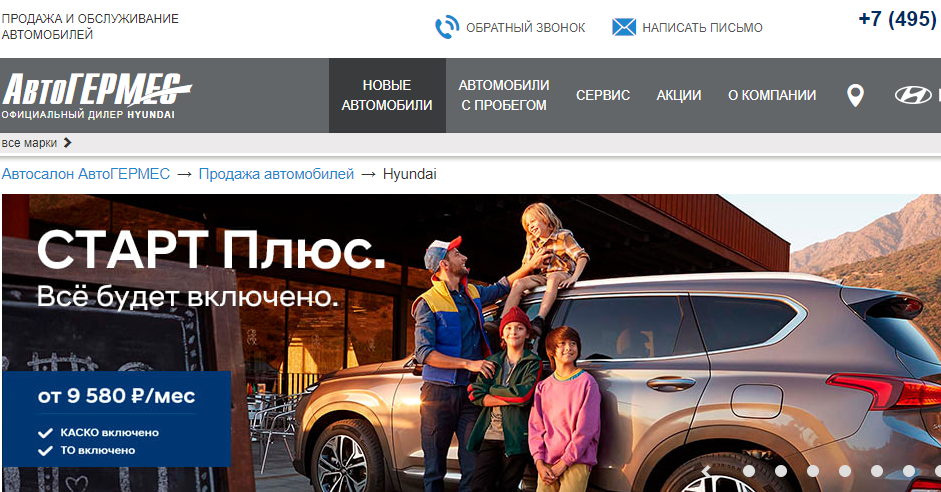 ПРОДАЖА И ОБСЛУЖИВАНИЕ
АВТОМОБИЛЕЙ
ОБРАТНЫЙ ЗВОНОК
НАПИСАТЬ ПИСЬМО
+7 (495)
АвтоГЕРМЕС
ОФИЦИАЛЬНЫЙ ДИЛЕР HYUNDAI
НОВЫЕ
АВТОМОБИЛИ
АВТОМОБИЛИ
С ПРОБЕГОМ
СЕРВИС
АКЦИИ
О КОМПАНИИ
все марки
Автосалон АвтоГЕРМЕС → Продажа автомобилей → Hyundai
СТАРТ Плюс.
Всё будет включено.
от 9 580 ₽/мес
КАСКО включено
ТО включено